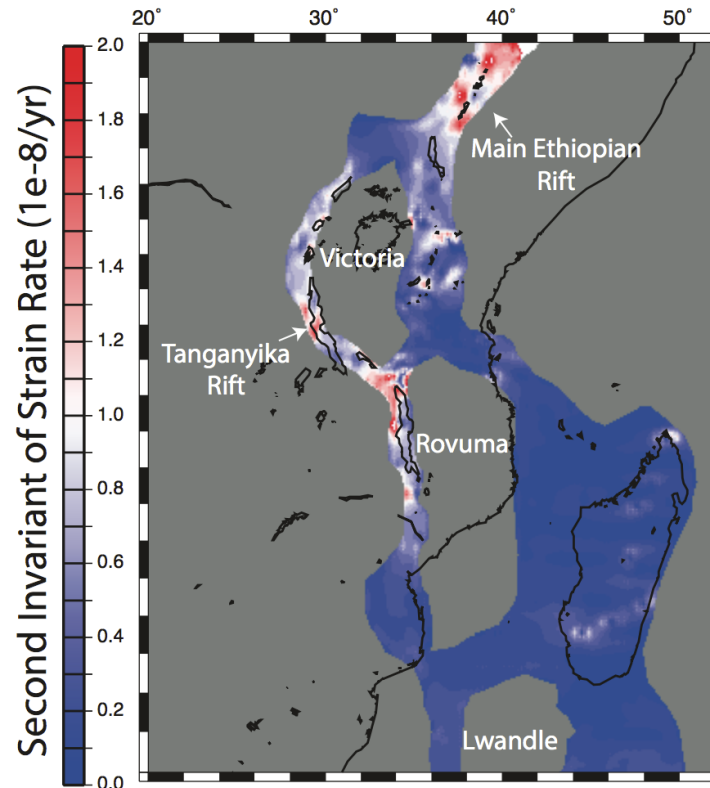 20° 30° 40° 50°
Second Invariant of Strain Rate (1e-8/yr)
2.0
1.8
1.6
1.4
1.2
1.0
0.8
0.6
0.4
0.2
0.0
Main Ethiopian
Rift
Victoria
Tanganyika
Rift
Rovuma
Lwandle